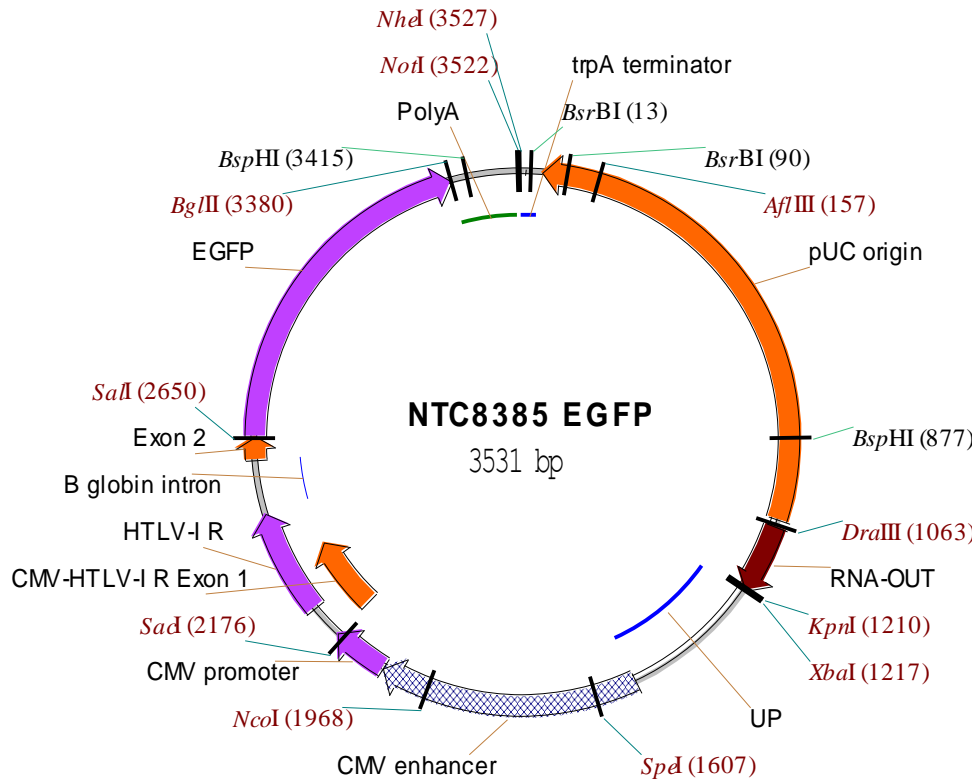 NheI (3527)
NotI (3522)
trpA terminator
PolyA
BsrBI (13)
BspHI (3415)
BsrBI (90)
BglII (3380)
AflIII (157)
EGFP
pUC origin
SalI (2650)
NTC8385 EGFP
Exon 2
3531 bp
BspHI (877)
B globin intron
HTLV-I R
DraIII (1063)
CMV-HTLV-I R Exon 1
RNA-OUT
SacI (2176)
KpnI (1210)
CMV promoter
XbaI (1217)
NcoI (1968)
UP
CMV enhancer
SpeI (1607)